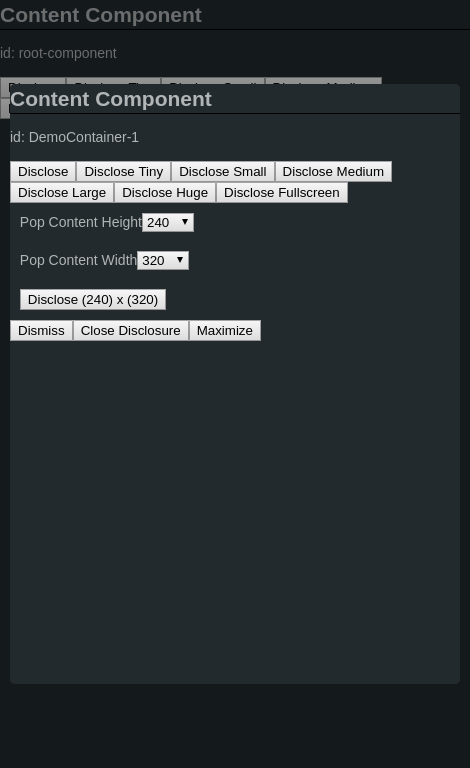 Content Component
id: root-component
Content Component
id: DemoContainer-1
Disclose Disclose Tiny Disclose Small Disclose Medium
Disclose Large Disclose Huge Disclose Fullscreen
Pop Content Height 240
Pop Content Width 320
Disclose (240) x (320)
Dismiss Close Disclosure Maximize